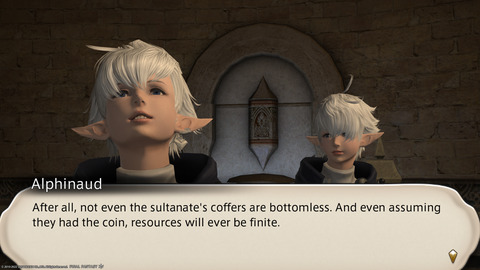 Alphinaud
After all, not even the sultanate's coffers are bottomless. And even assuming
they had the coin, resources will ever be finite.